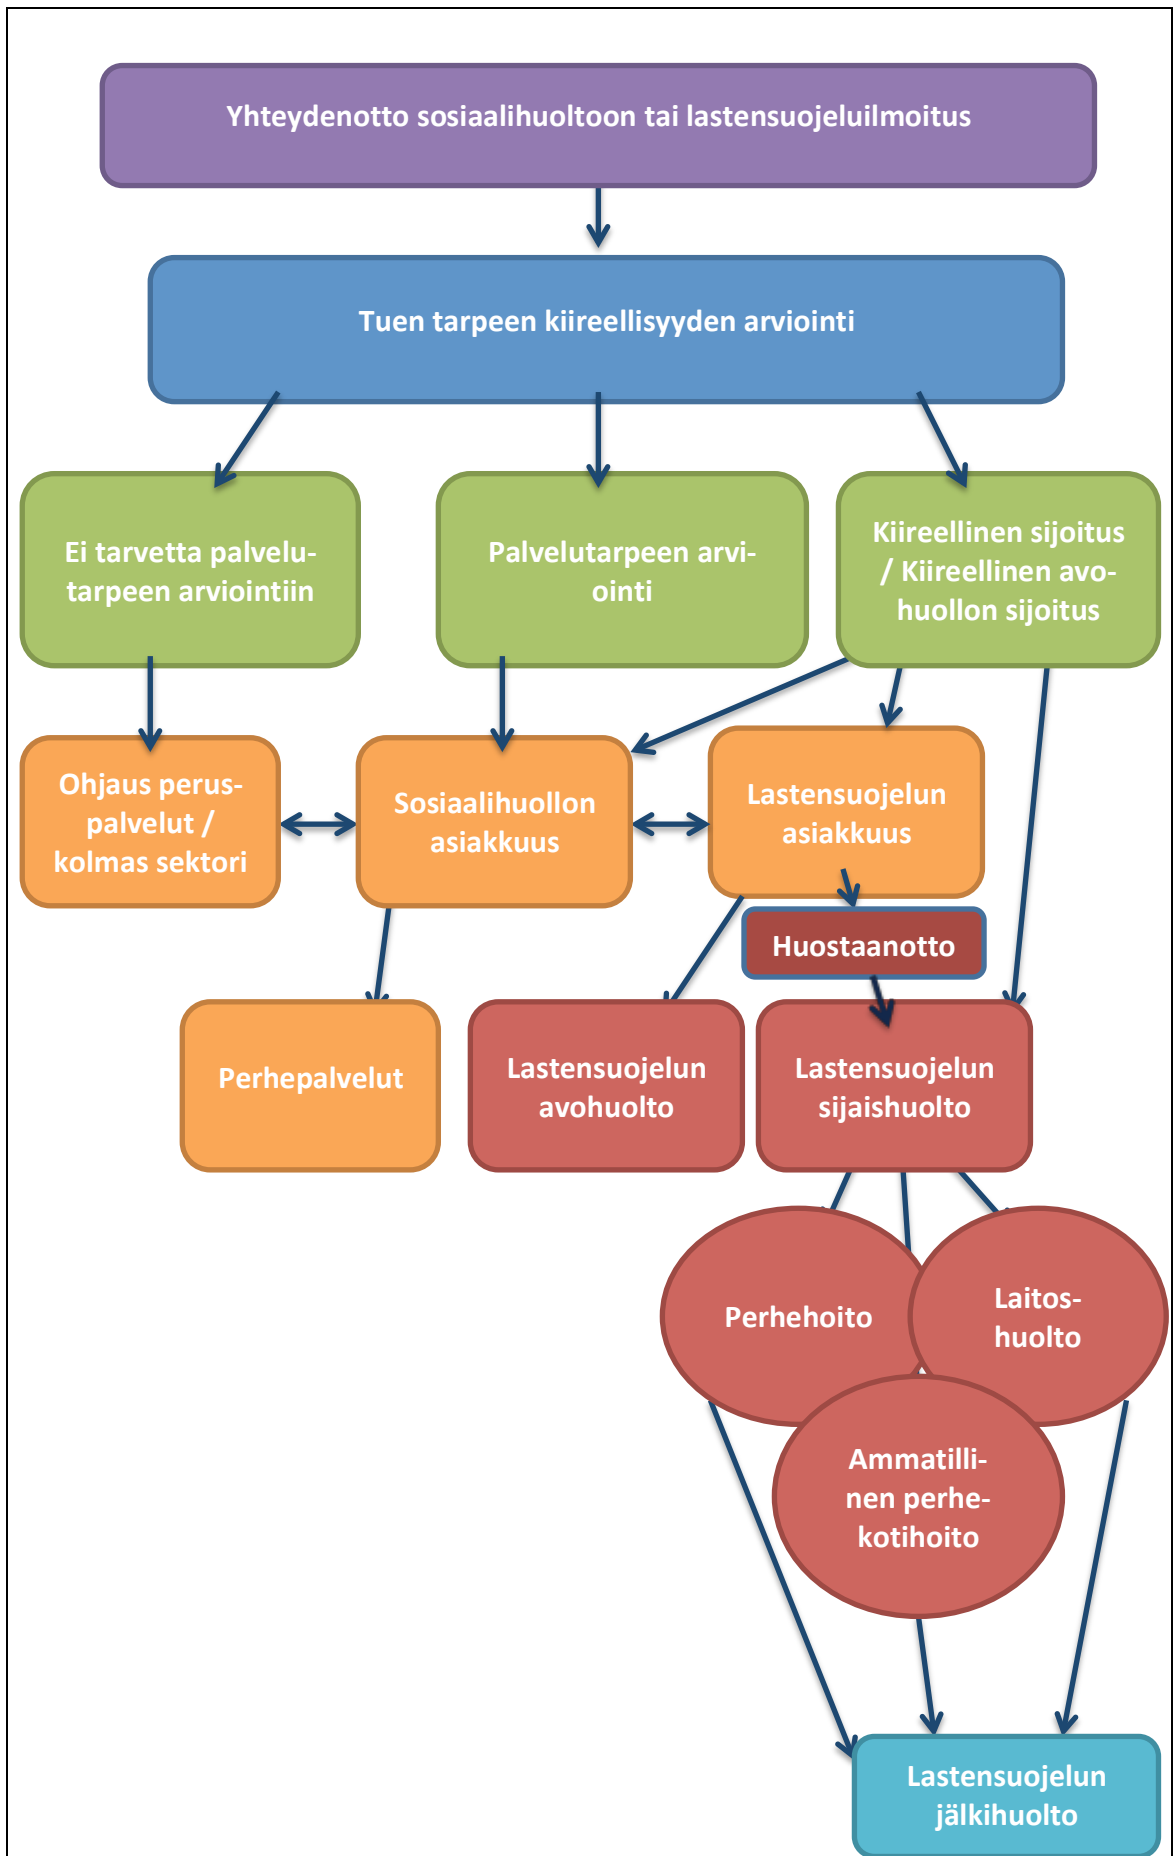 Yhteydenotto sosiaalihuoltoon tai lastensuojeluilmoitus
Tuen tarpeen kiireellisyyden arviointi
Ei tarvetta palvelu-
tarpeen arviointiin
Palvelutarpeen arvi-
ointi
Kiireellinen sijoitus
/ Kiireellinen avo-
huollon sijoitus
Ohjaus perus-
palvelut /
kolmas sektori
Sosiaalihuollon
asiakkuus
Lastensuojelun
asiakkuus
Huostaanotto
Perhepalvelut
Lastensuojelun
avohuolto
Lastensuojelun
sijaishuolto
Perhehoito
Laitos-
huolto
Ammatilli-
nen perhe-
kotihoito
Lastensuojelun
jälkihuolto